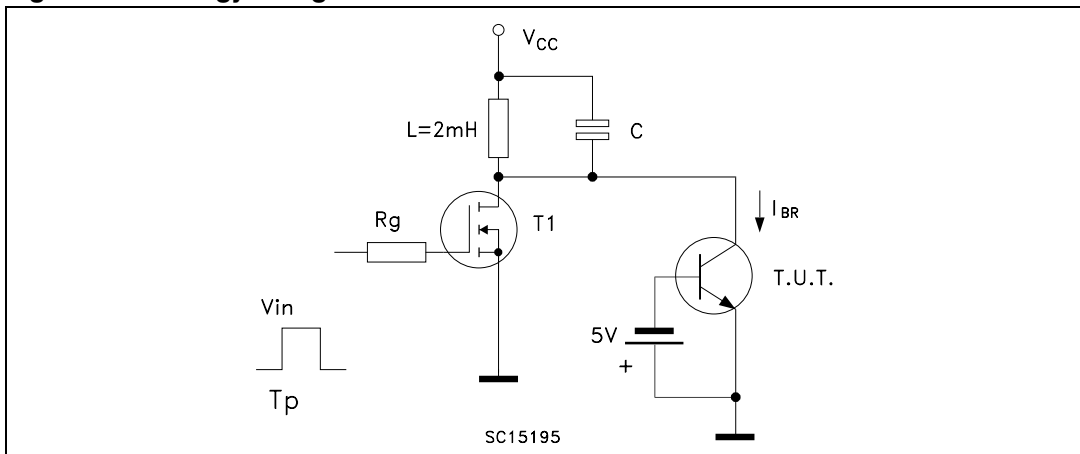 V_CC
L=2mH
C
Rg
T1
I_BR
T.U.T.
Vin
5V
+
Tp
SC15195